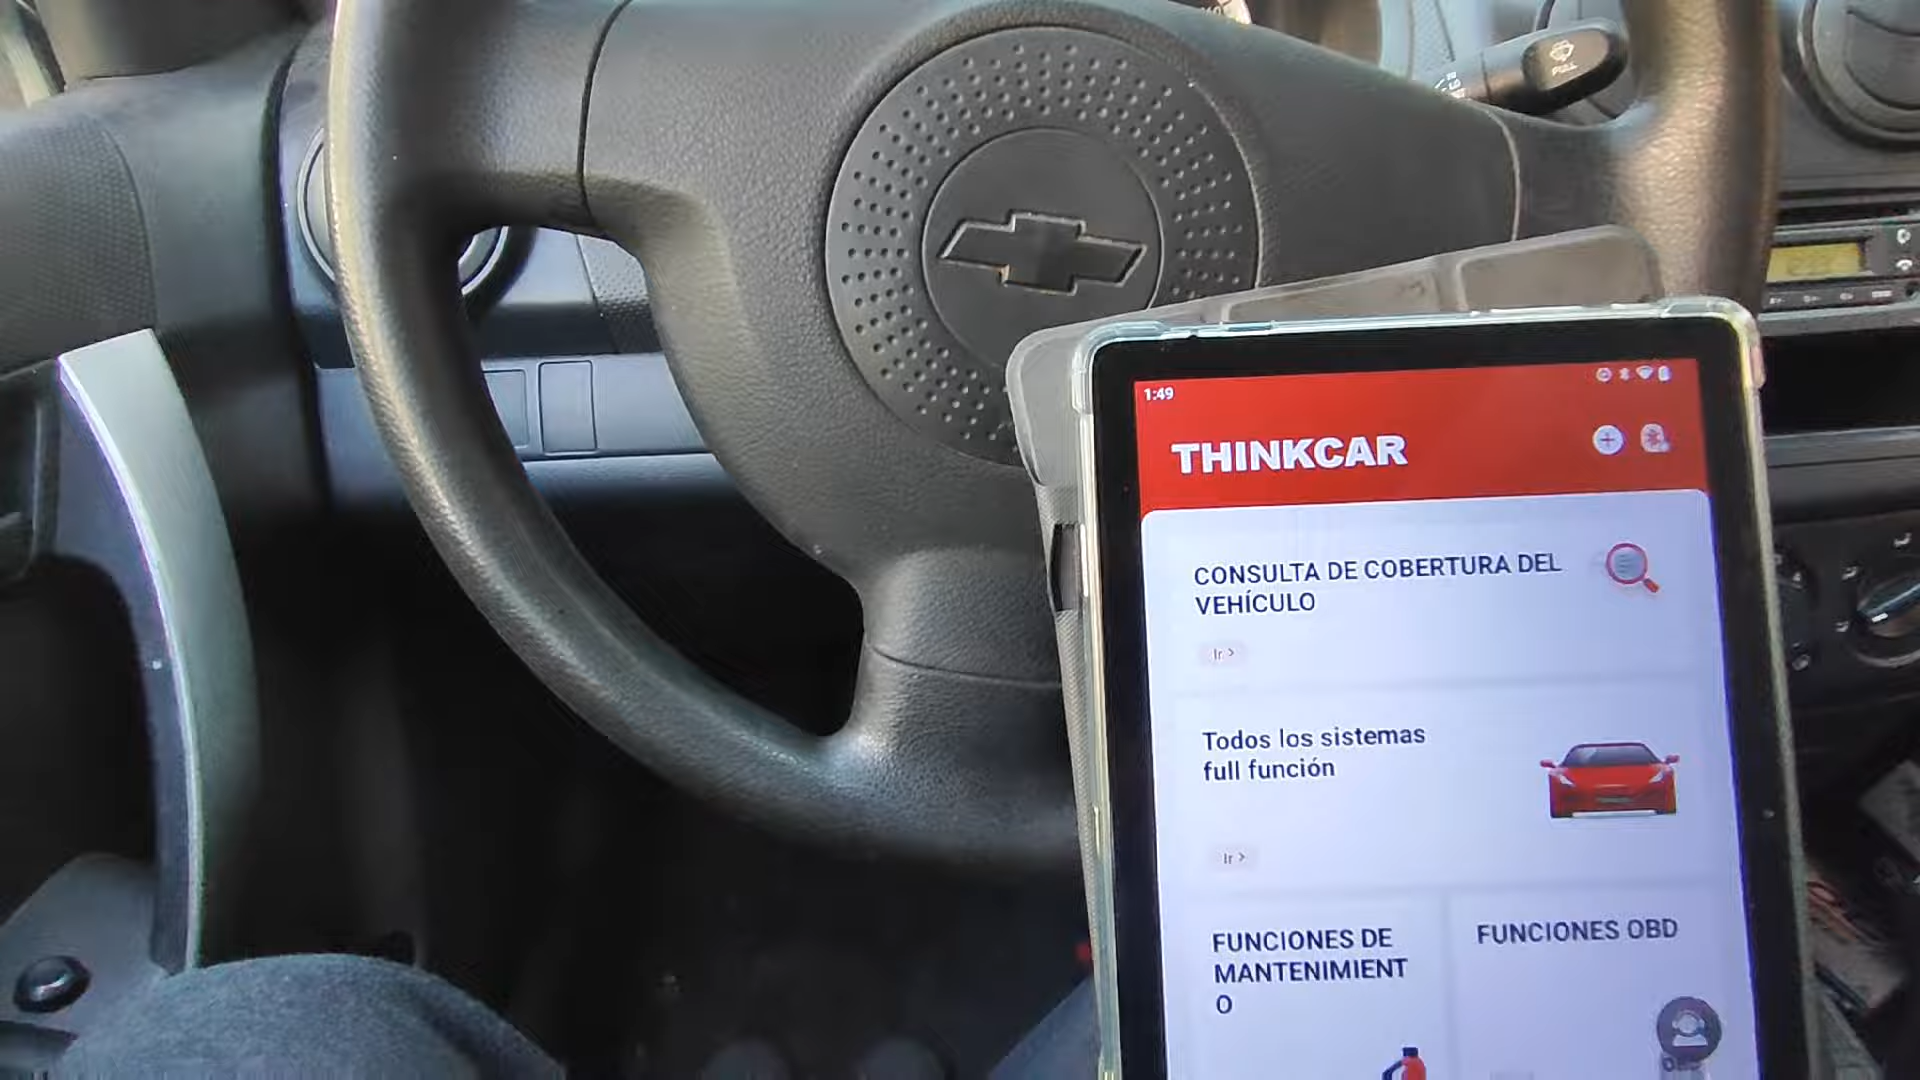 PULL
1:49
THINKCAR
CONSULTA DE COBERTURA DEL
VEHÍCULO
Ir >
Todos los sistemas
full función
Ir >
FUNCIONES DE
MANTENIMIENT
O
FUNCIONES OBD